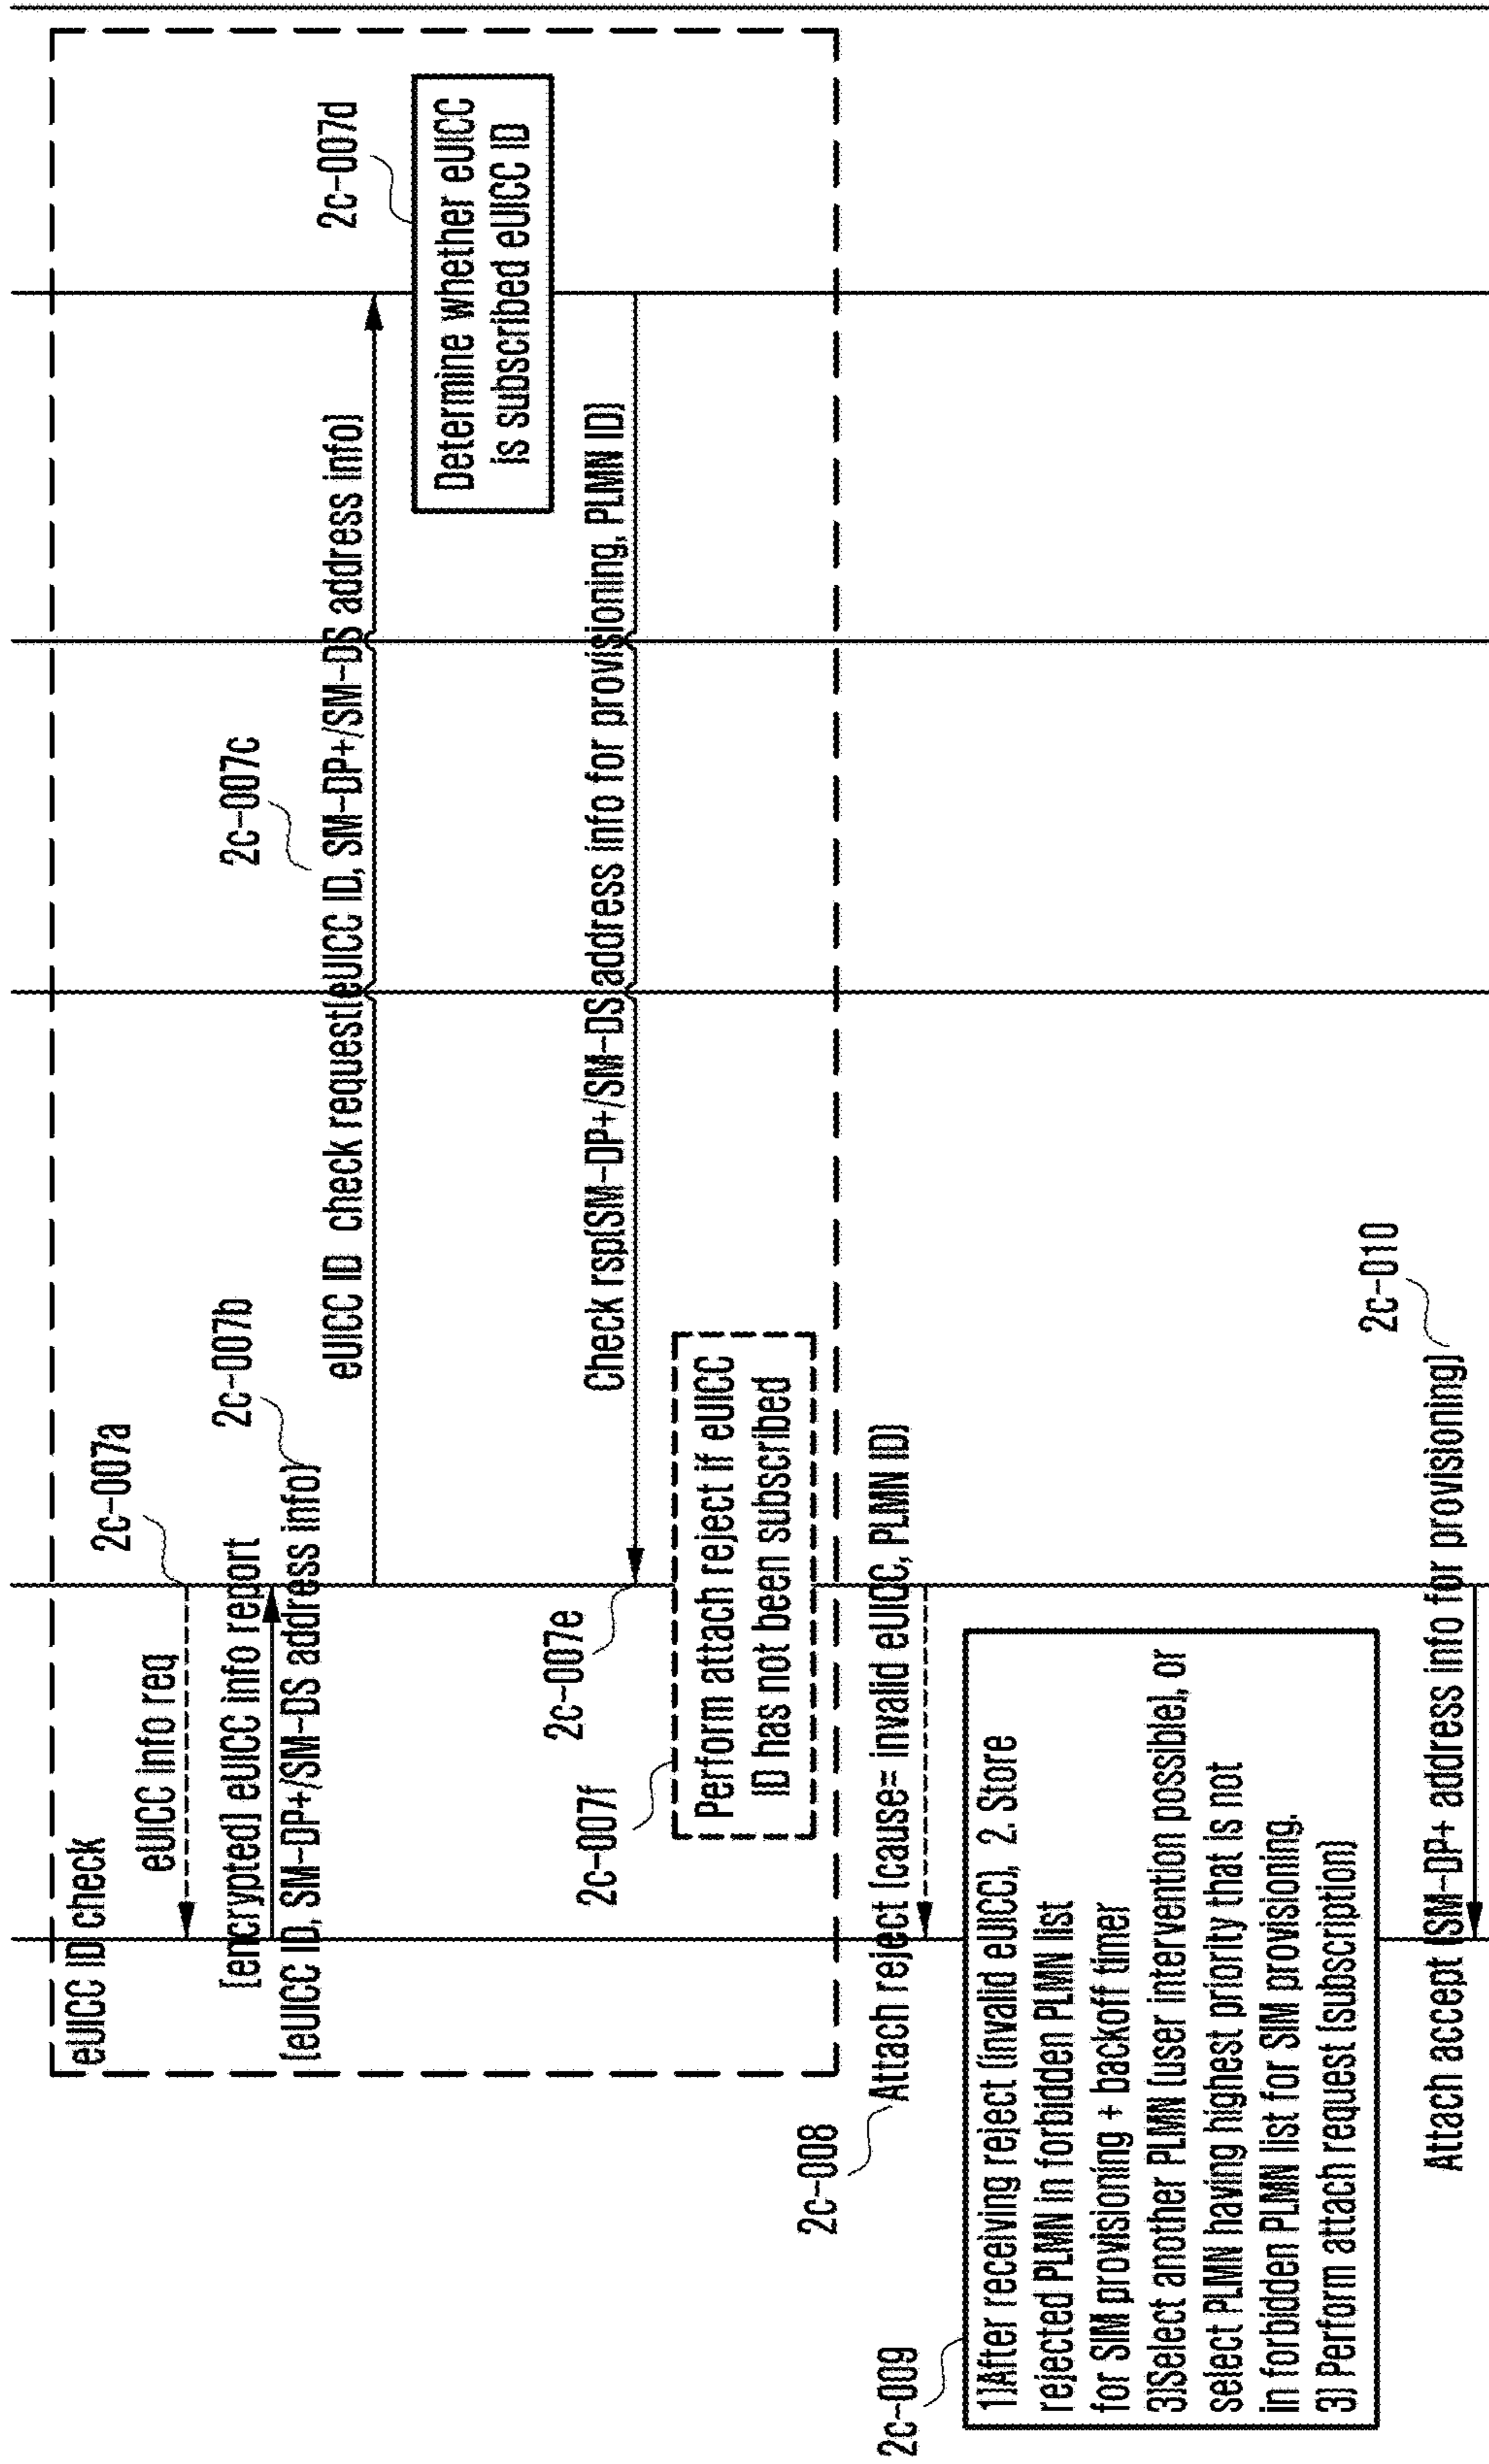 eUICC ID check
2c-007a
eUICC info req
2c-007b
(encrypted) eUICC info report
(eUICC ID, SM-DP+/SM-DS address info)
2c-007c
eUICC ID check request(eUICC ID, SM-DP+/SM-DS address info)
2c-007d
Determine whether eUICC
is subscribed eUICC ID
2c-007e
Check rsp(SM-DP+/SM-DS address info for provisioning, PLMN ID)
2c-007f
Perform attach reject if eUICC
ID has not been subscribed
2c-008
Attach reject (cause= invalid eUICC, PLMN ID)
2c-009
1)After receiving reject (invalid eUICC), 2. Store
rejected PLMN in forbidden PLMN list
for SIM provisioning + backoff timer
3)Select another PLMN (user intervention possible), or
select PLMN having highest priority that is not
in forbidden PLMN list for SIM provisioning.
3) Perform attach request (subscription)
2c-010
Attach accept (SM-DP+ address info for provisioning)